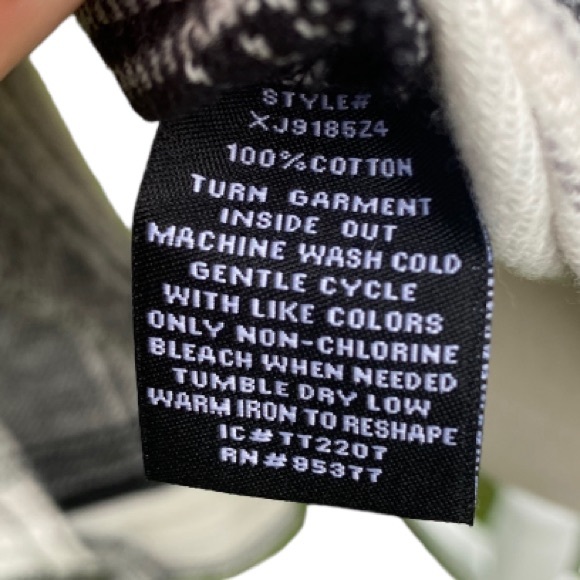 STYLE#
XJ9185Z4
100%COTTON
TURN GARMENT
INSIDE OUT
MACHINE WASH COLD
GENTLE CYCLE
WITH LIKE COLORS
ONLY NON-CHLORINE
BLEACH WHEN NEEDED
TUMBLE DRY LOW
WARM IRON TO RESHAPE
IC#TT2207
RN#95377